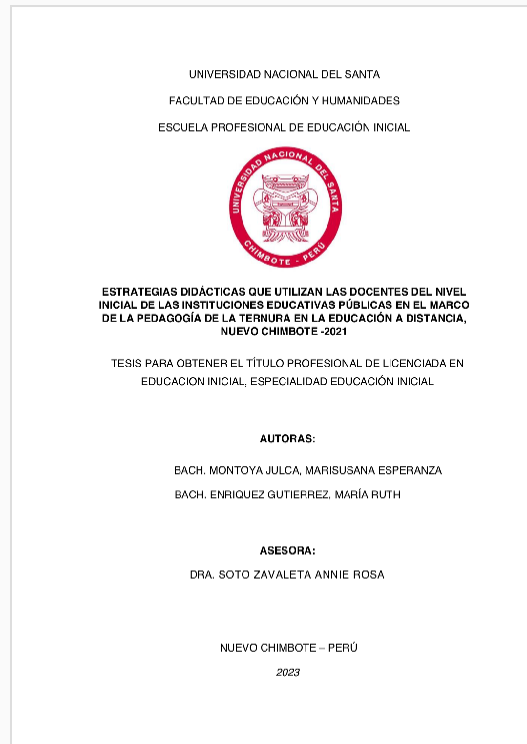 UNIVERSIDAD NACIONAL DEL SANTA
FACULTAD DE EDUCACIÓN Y HUMANIDADES
ESCUELA PROFESIONAL DE EDUCACIÓN INICIAL
UNIVERSIDAD NACIONAL DEL SANTA
CHIMBOTE - PERÚ
ESTRATEGIAS DIDÁCTICAS QUE UTILIZAN LAS DOCENTES DEL NIVEL
INICIAL DE LAS INSTITUCIONES EDUCATIVAS PÚBLICAS EN EL MARCO
DE LA PEDAGOGÍA DE LA TERNURA EN LA EDUCACIÓN A DISTANCIA,
NUEVO CHIMBOTE -2021
TESIS PARA OBTENER EL TÍTULO PROFESIONAL DE LICENCIADA EN
EDUCACION INICIAL, ESPECIALIDAD EDUCACIÓN INICIAL
AUTORAS:
BACH. MONTOYA JULCA, MARISUSANA ESPERANZA
BACH. ENRIQUEZ GUTIERREZ, MARÍA RUTH
ASESORA:
DRA. SOTO ZAVALETA ANNIE ROSA
NUEVO CHIMBOTE – PERÚ
2023